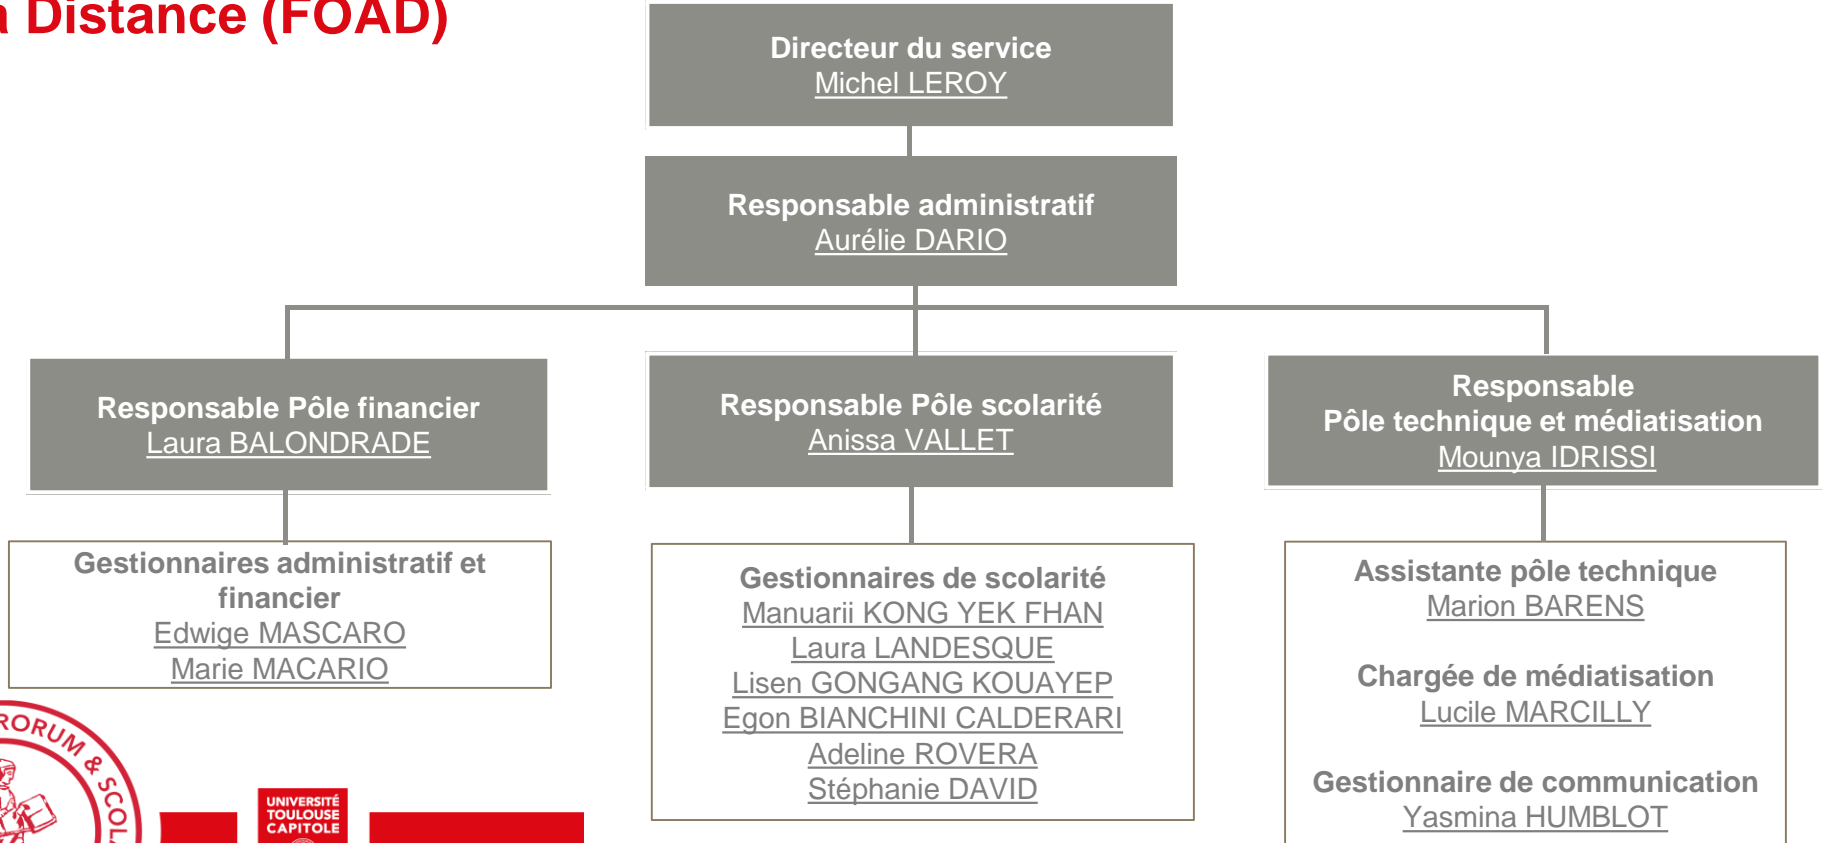 à Distance (FOAD)
Directeur du service
Michel LEROY
Responsable administratif
Aurélie DARIO
Responsable Pôle financier
Laura BALONDRADE
Responsable Pôle scolarité
Anissa VALLET
Responsable
Pôle technique et médiatisation
Mounya IDRISSI
Gestionnaires administratif et
financier
Edwige MASCARO
Marie MACARIO
Gestionnaires de scolarité
Manuarii KONG YEK FHAN
Laura LANDESQUE
Lisen GONGANG KOUAYEP
Egon BIANCHINI CALDERARI
Adeline ROVERA
Stéphanie DAVID
Assistante pôle technique
Marion BARENS
Chargée de médiatisation
Lucile MARCILLY
Gestionnaire de communication
Yasmina HUMBLOT
RORUM & SCOL
UNIVERSITÉ
TOULOUSE
CAPITOLE